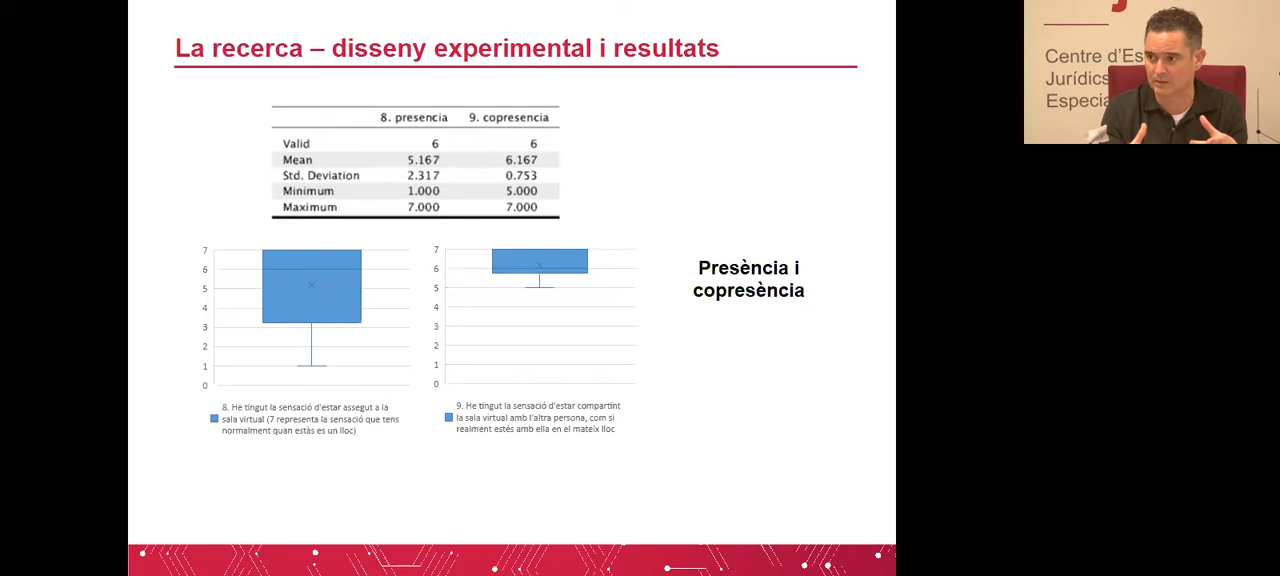 La recerca – disseny experimental i resultats
8. presencia 9. copresencia
Valid 6 6
Mean 5.167 6.167
Std. Deviation 2.317 0.753
Minimum 1.000 5.000
Maximum 7.000 7.000
7
6
5
4
3
2
1
0
8. He tingut la sensació d'estar assegut a la
sala virtual (7 representa la sensació que tens
normalment quan estàs es un lloc)
7
6
5
4
3
2
1
0
9. He tingut la sensació d'estar compartint
la sala virtual amb l'altra persona, com si
realment estés amb ella en el mateix lloc
Presència i
copresència
Centre d'Es
Jurídics
Especia